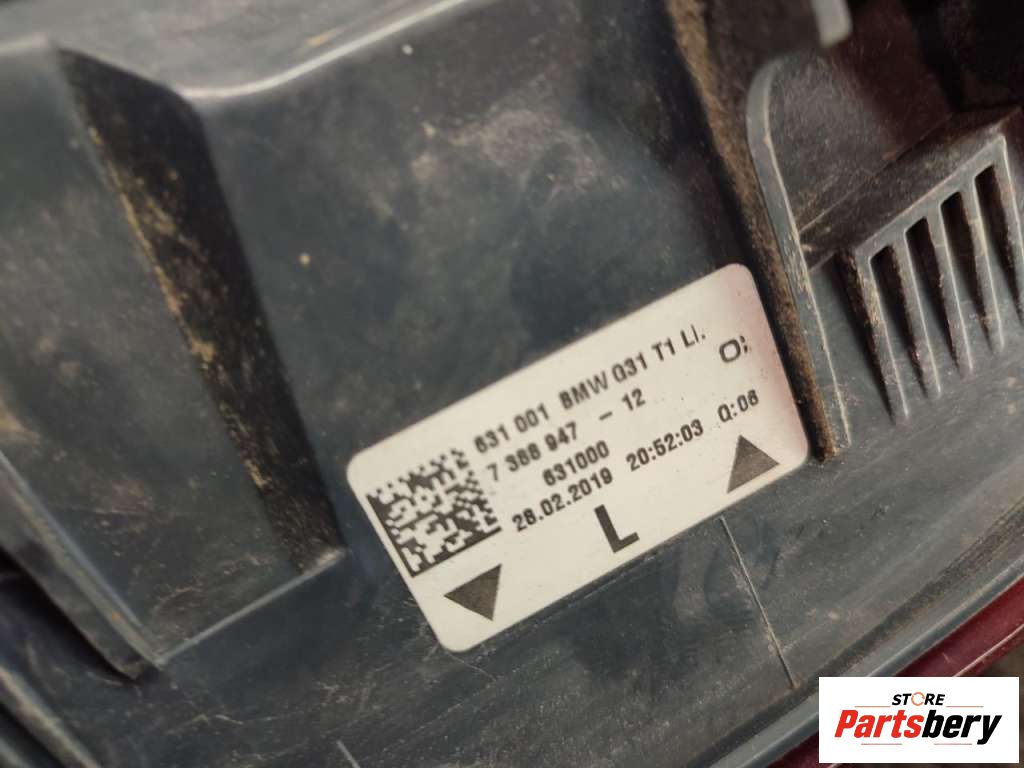 631 001 BMW G31 T1 LI.
7 388 947 - 12
631000
28.02.2019 20:52:03 Q:06
L
STORE
Partsbery